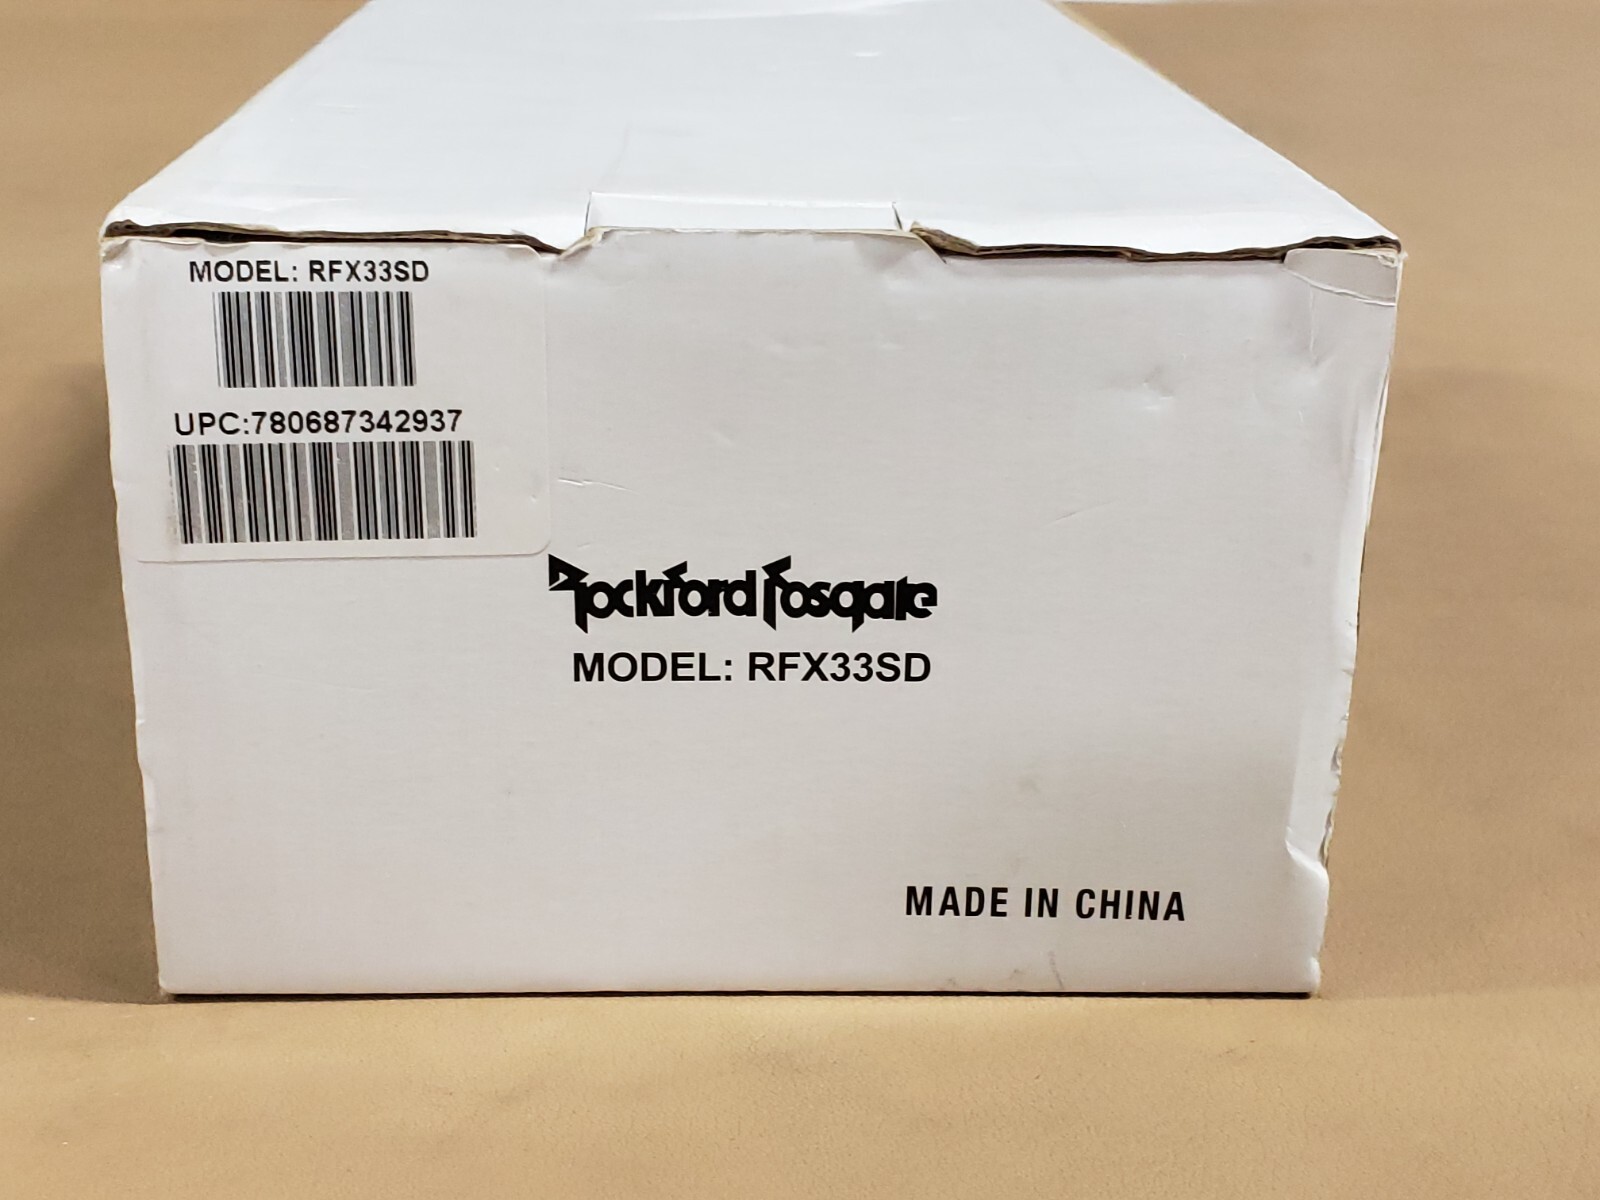 MODEL: RFX33SD
UPC:780687342937
Rockford Fosgate
MODEL: RFX33SD
MADE IN CHINA